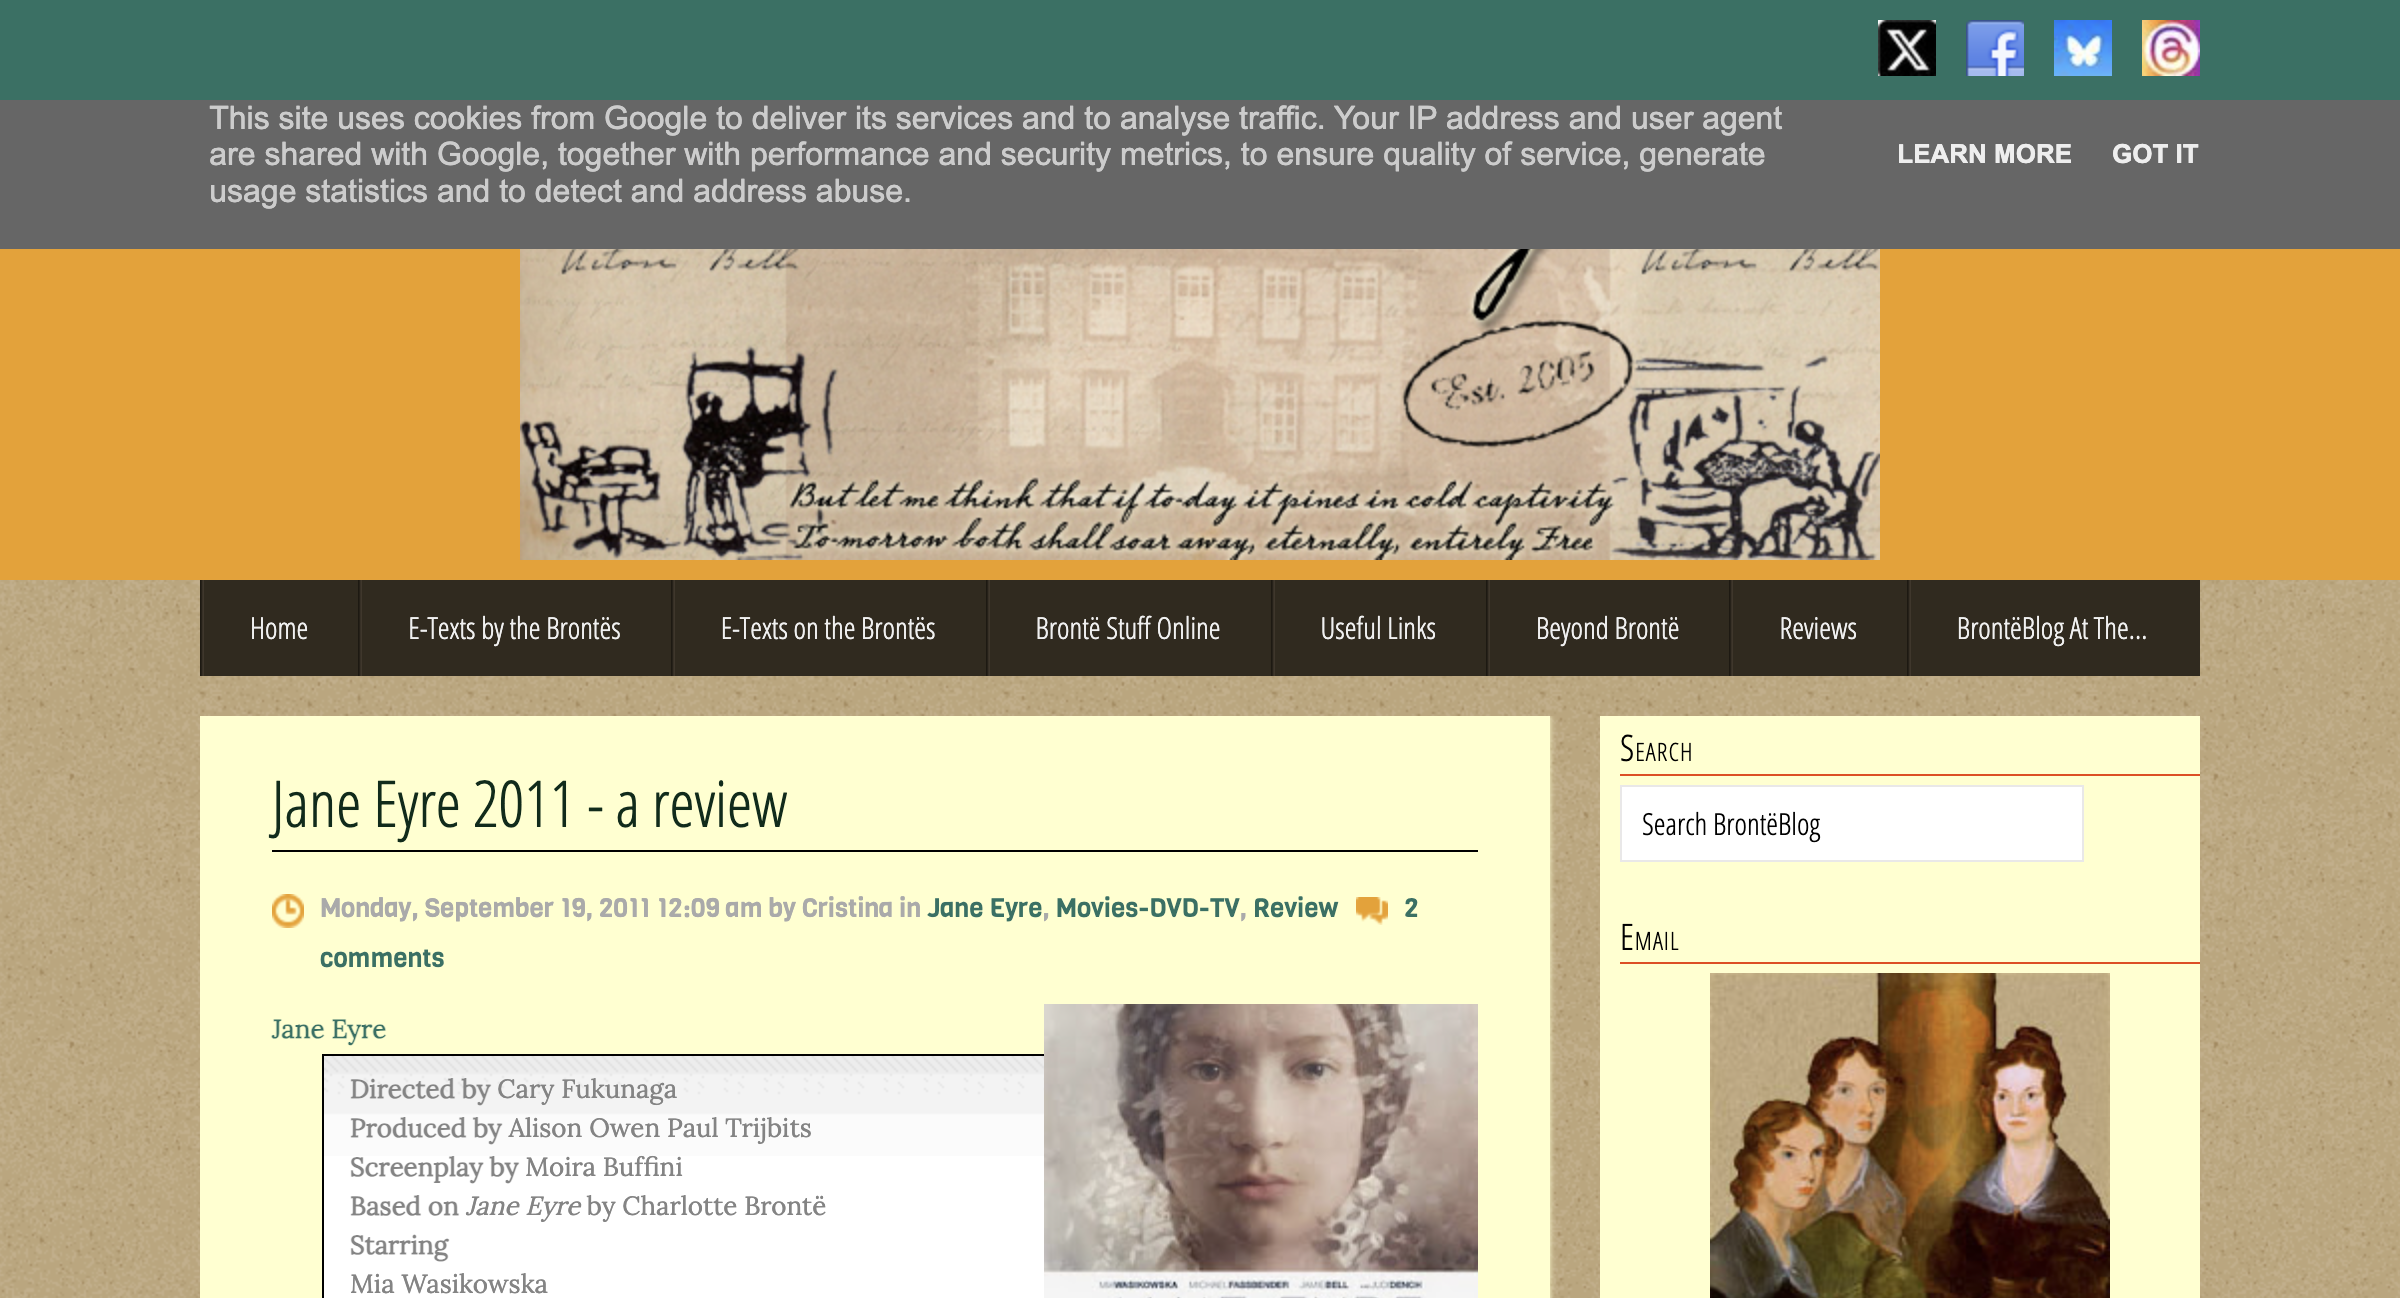 This site uses cookies from Google to deliver its services and to analyse traffic. Your IP address and user agent
are shared with Google, together with performance and security metrics, to ensure quality of service, generate
usage statistics and to detect and address abuse.
LEARN MORE GOT IT
Acton Bell
Acton Bell
Est. 2005
But let me think that if to-day it pines in cold captivity
To-morrow both shall soar away, eternally, entirely Free
Home E-Texts by the Brontës E-Texts on the Brontës Brontë Stuff Online Useful Links Beyond Brontë Reviews BrontëBlog At The...
Jane Eyre 2011 - a review
Monday, September 19, 2011 12:09 am by Cristina in Jane Eyre, Movies-DVD-TV, Review 2
comments
Jane Eyre
Directed by Cary Fukunaga
Produced by Alison Owen Paul Trijbits
Screenplay by Moira Buffini
Based on Jane Eyre by Charlotte Brontë
Starring
Mia Wasikowska
MIA WASIKOWSKA MICHAEL FASSBENDER JAMIE BELL AND JUDI DENCH
Search
Search BrontëBlog
Email